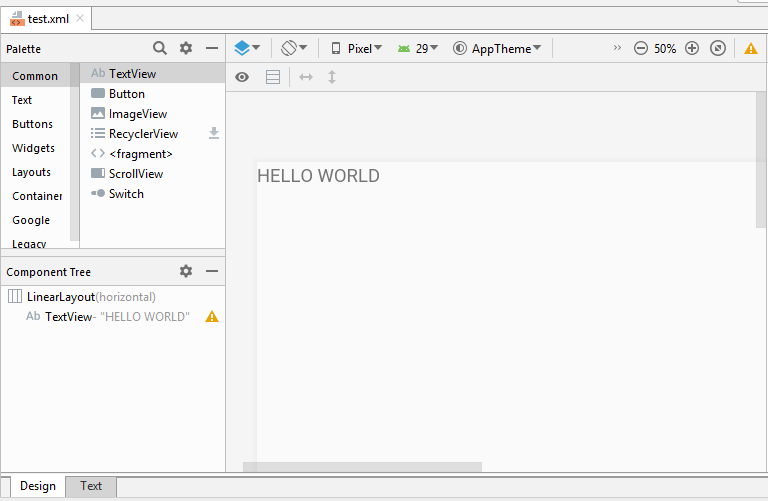 test.xml
Palette
Pixel
29
AppTheme
50%
Common
Text
Buttons
Widgets
Layouts
Container
Google
Legacy
Ab TextView
Button
ImageView
RecyclerView
<fragment>
ScrollView
Switch
HELLO WORLD
Component Tree
LinearLayout(horizontal)
Ab TextView- "HELLO WORLD"
Design
Text